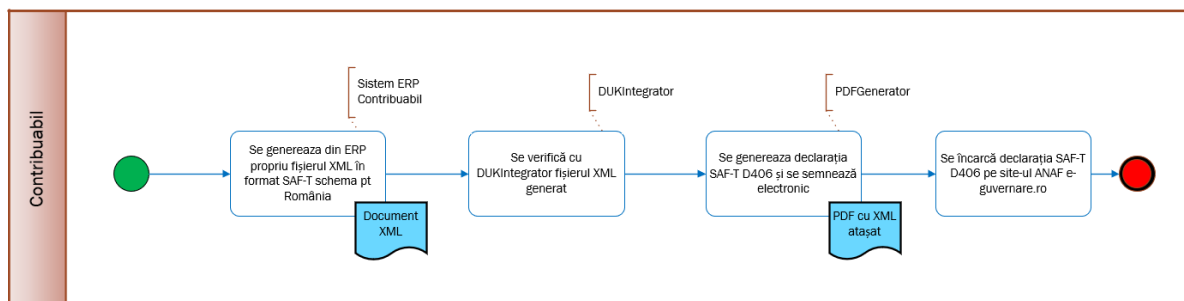 Contribuabil
Sistem ERP
Contribuabil
Se genereaza din ERP
propriu fișierul XML în
format SAF-T schema pt
România
Document
XML
DUKIntegrator
Se verifică cu
DUKIntegrator fișierul XML
generat
PDFGenerator
Se genereaza declarația
SAF-T D406 și se semnează
electronic
PDF cu XML
atașat
Se încarcă declarația SAF-T
D406 pe site-ul ANAF e-
guvernare.ro